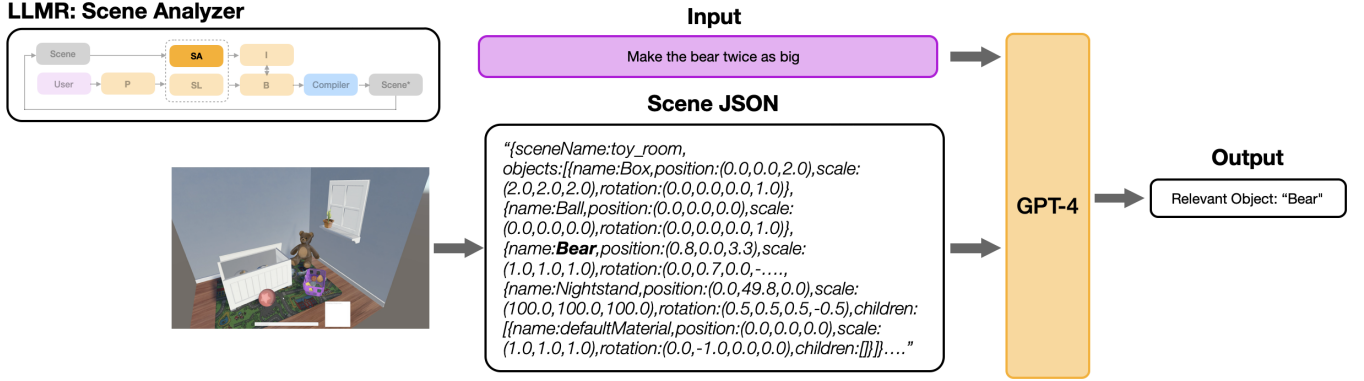 LLMR: Scene Analyzer
Scene
SA
I
User
P
SL
B
Compiler
Scene*
Input
Make the bear twice as big
Scene JSON
“{sceneName:toy_room,
objects:[{name:Box,position:(0.0,0.0,2.0),scale:
(2.0,2.0,2.0),rotation:(0.0,0.0,0.0,1.0)},
{name:Ball,position:(0.0,0.0,0.0),scale:
(0.0,0.0,0.0),rotation:(0.0,0.0,0.0,1.0)},
{name:Bear,position:(0.8,0.0,3.3),scale:
(1.0,1.0,1.0),rotation:(0.0,0.7,0.0,-….,
{name:Nightstand,position:(0.0,49.8,0.0),scale:
(100.0,100.0,100.0),rotation:(0.5,0.5,0.5,-0.5),children:
[{name:defaultMaterial,position:(0.0,0.0,0.0),scale:
(1.0,1.0,1.0),rotation:(0.0,-1.0,0.0,0.0),children:[]}]}….”
GPT-4
Output
Relevant Object: “Bear"